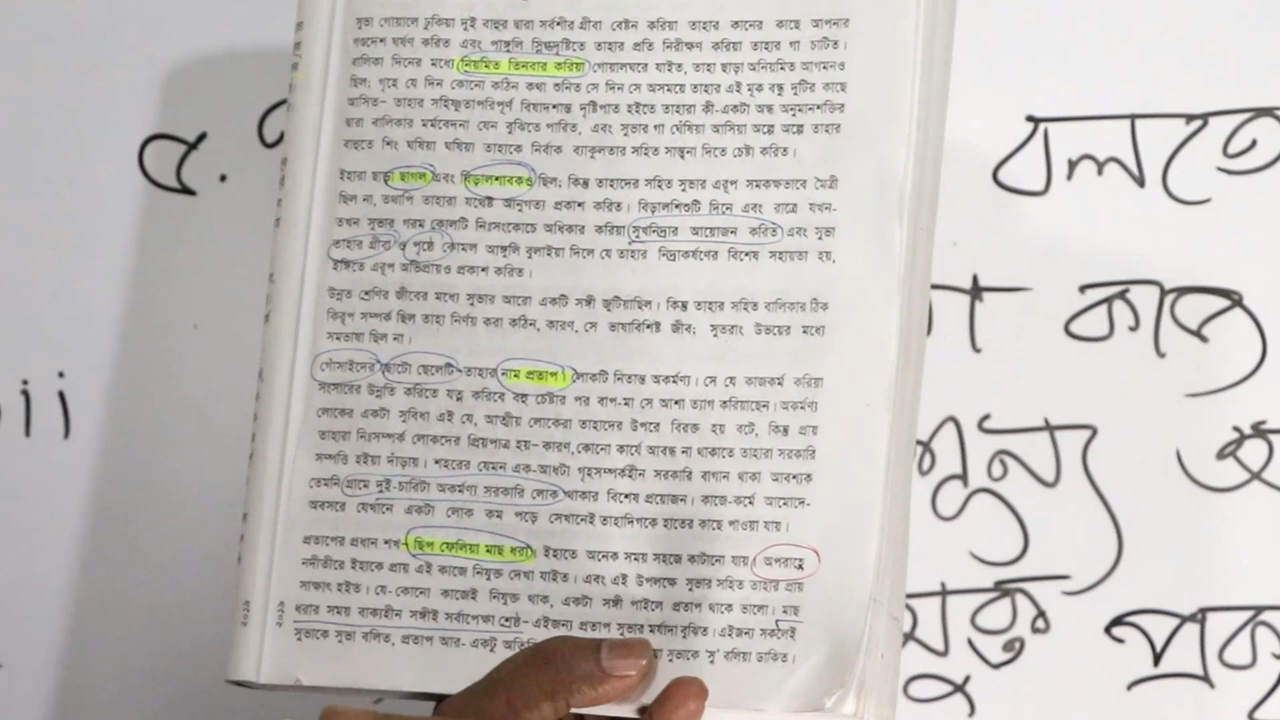 সুভা গোয়ালে ঢুকিয়া দুই বাহুর দ্বারা সর্বশীর গ্রীবা বেষ্টন করিয়া তাহার কানের কাছে আপনার
গণ্ডদেশ ঘর্ষণ করিত এবং পাঙ্গুলি স্নিগ্ধদৃষ্টিতে তাহার প্রতি নিরীক্ষণ করিয়া তাহার গা চাটিত।
বালিকা দিনের মধ্যে নিয়মিত তিনবার করিয়া গোয়ালঘরে যাইত, তাহা ছাড়া অনিয়মিত আগমনও
ছিল; গৃহে যে দিন কোনো কঠিন কথা শুনিত সে দিন সে অসময়ে তাহার এই মূক বন্ধু দুটির কাছে
আসিত– তাহার সহিষ্ণুতাপরিপূর্ণ বিষাদশান্ত দৃষ্টিপাত হইতে তাহারা কী-একটা অন্ধ অনুমানশক্তির
দ্বারা বালিকার মর্মবেদনা যেন বুঝিতে পারিত, এবং সুভার গা ঘেঁষিয়া আসিয়া অল্পে অল্পে তাহার
বাহুতে শিং ঘষিয়া ঘষিয়া তাহাকে নির্বাক ব্যাকুলতার সহিত সান্ত্বনা দিতে চেষ্টা করিত।
ইহারা ছাড়া ছাগল এবং বিড়ালশাবকও ছিল; কিন্তু তাহাদের সহিত সুভার এরূপ সমকক্ষভাবে মৈত্রী
ছিল না, তথাপি তাহারা যথেষ্ট আনুগত্য প্রকাশ করিত। বিড়ালশিশুটি দিনে এবং রাত্রে যখন-
তখন সুভার গরম কোলটি নিঃসংকোচে অধিকার করিয়া সুখনিদ্রার আয়োজন করিত এবং সুভা
তাহার গ্রীবা ও পৃষ্ঠে কোমল আঙ্গুলি বুলাইয়া দিলে যে তাহার নিদ্রাকর্ষণের বিশেষ সহায়তা হয়,
ইঙ্গিতে এরূপ অভিপ্রায়ও প্রকাশ করিত।
উন্নত শ্রেণির জীবের মধ্যে সুভার আরো একটি সঙ্গী জুটিয়াছিল। কিন্তু তাহার সহিত বালিকার ঠিক
কিরূপ সম্পর্ক ছিল তাহা নির্ণয় করা কঠিন, কারণ, সে ভাষাবিশিষ্ট জীব; সুতরাং উভয়ের মধ্যে
সমভাষা ছিল না।
গোঁসাইদের ছোটো ছেলেটি–তাহার নাম প্রতাপ। লোকটি নিতান্ত অকর্মণ্য। সে যে কাজকর্ম করিয়া
সংসারের উন্নতি করিতে যত্ন করিবে বহু চেষ্টার পর বাপ-মা সে আশা ত্যাগ করিয়াছেন। অকর্মণ্য
লোকের একটা সুবিধা এই যে, আত্মীয় লোকেরা তাহাদের উপরে বিরক্ত হয় বটে, কিন্তু প্রায়
তাহারা নিঃসম্পর্ক লোকদের প্রিয়পাত্র হয়–কারণ, কোনো কার্যে আবদ্ধ না থাকাতে তাহারা সরকারি
সম্পত্তি হইয়া দাঁড়ায়। শহরের যেমন এক-আধটা গৃহসম্পর্কহীন সরকারি বাগান থাকা আবশ্যক
তেমনি গ্রামে দুই-চারিটা অকর্মণ্য সরকারি লোক থাকার বিশেষ প্রয়োজন। কাজে-কর্মে আমোদে-
অবসরে যেখানে একটা লোক কম পড়ে সেখানেই তাহাদিগকে হাতের কাছে পাওয়া যায়।
প্রতাপের প্রধান শখ– ছিপ ফেলিয়া মাছ ধরা। ইহাতে অনেক সময় সহজে কাটানো যায়। অপরাহ্ণে
নদীতীরে ইহাকে প্রায় এই কাজে নিযুক্ত দেখা যাইত। এবং এই উপলক্ষে সুভার সহিত তাহার প্রায়
সাক্ষাৎ হইত। যে-কোনো কাজেই নিযুক্ত থাক, একটা সঙ্গী পাইলে প্রতাপ থাকে ভালো। মাছ
ধরার সময় বাক্যহীন সঙ্গীই সর্বাপেক্ষা শ্রেষ্ঠ– এইজন্য প্রতাপ সুভার মর্যাদা বুঝিত। এইজন্য সকলেই
সুভাকে সুভা বলিত, প্রতাপ আর- একটু সুভাকে 'সু' বলিয়া ডাকিত।
৫.
বলতে
ii